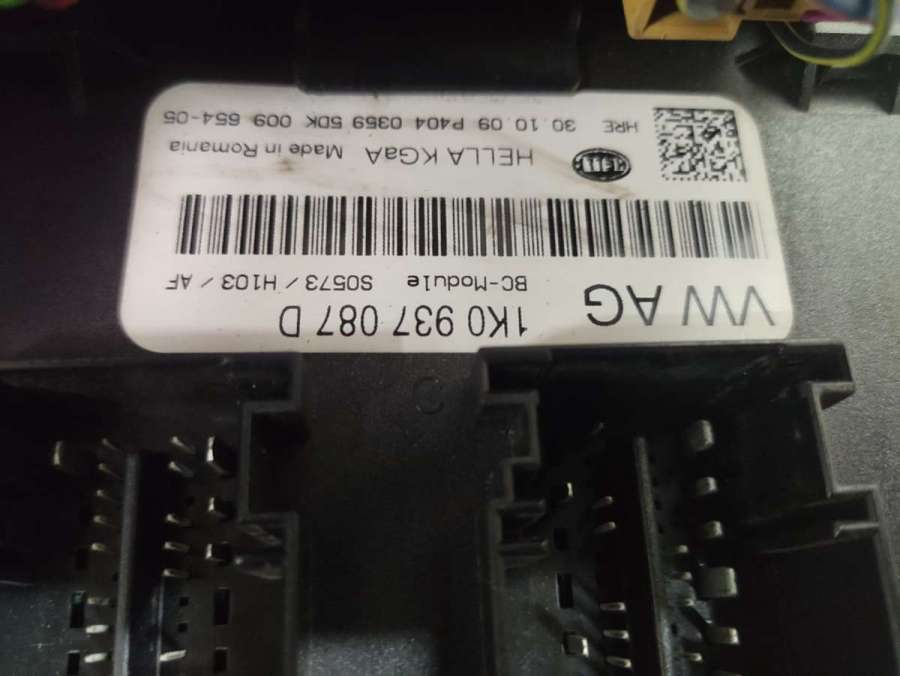 VW AG 1K0 937 087 D
BC-Module S0573 / H103 / AF
HELLA
HELLA KGaA Made in Romania
HRE 30.10.09 P404 0359 5DK 009 654-05